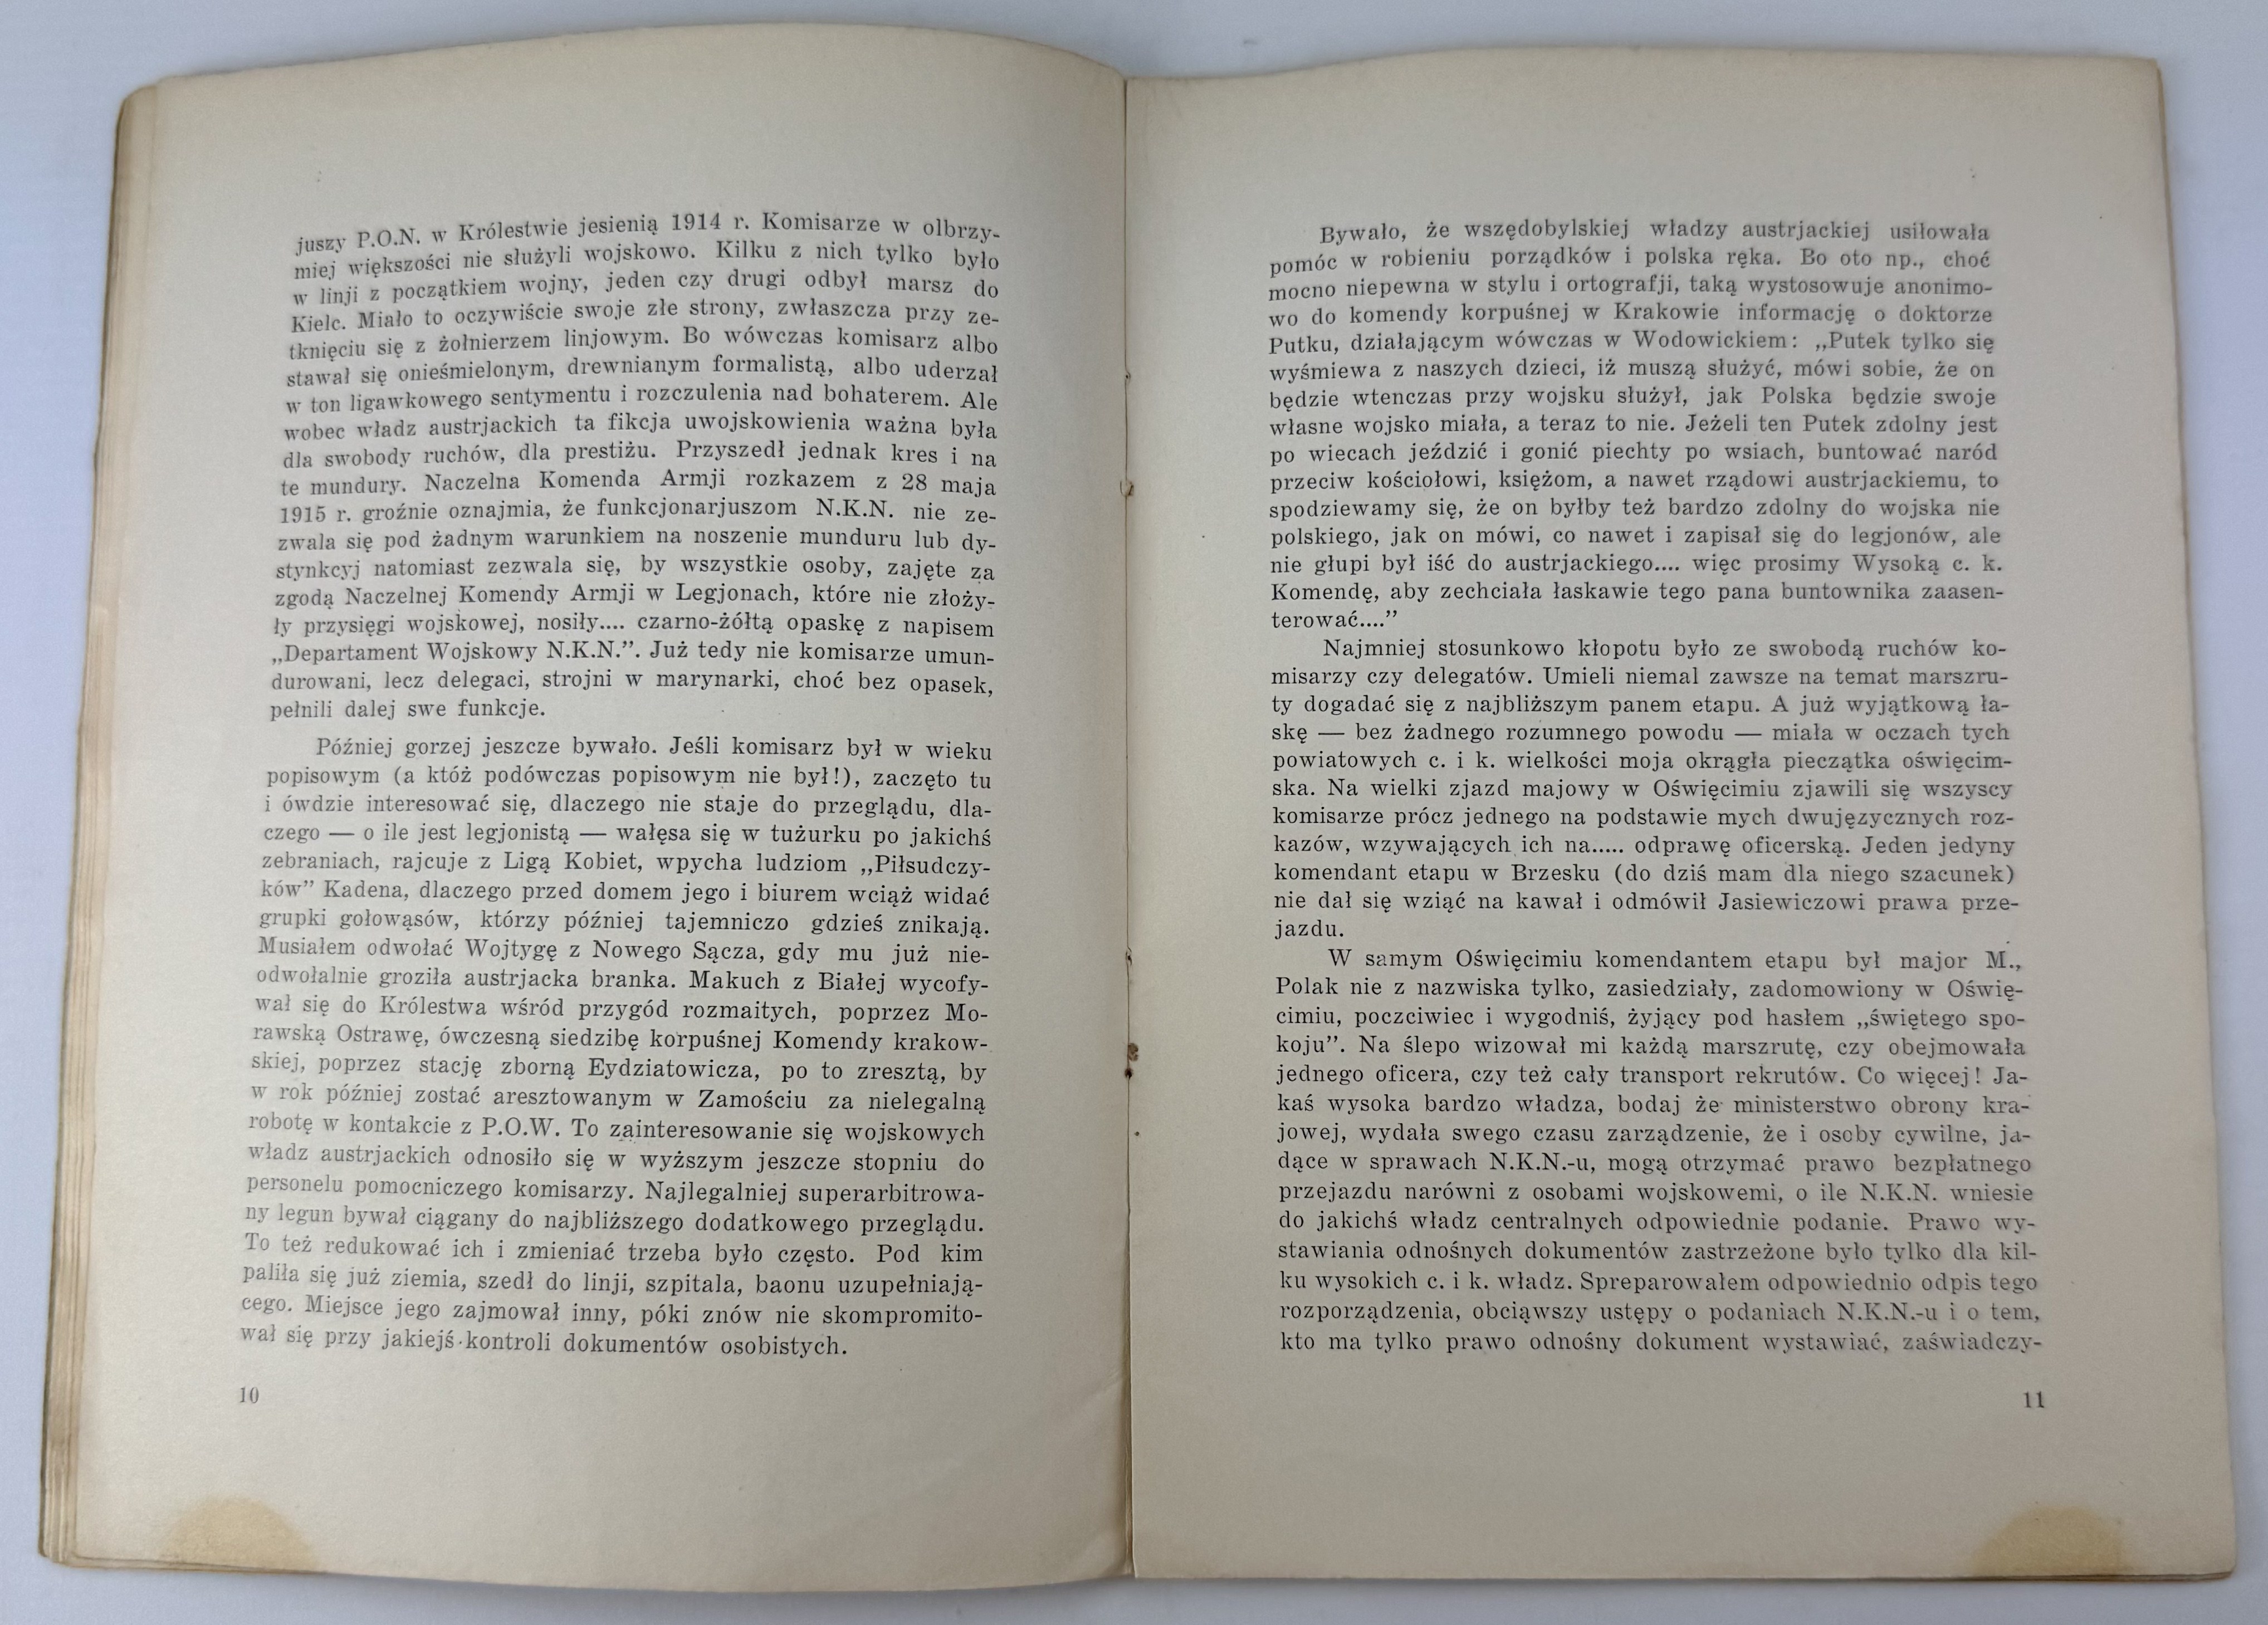 juszy P.O.N. w Królestwie jesienią 1914 r. Komisarze w olbrzy-
miej większości nie służyli wojskowo. Kilku z nich tylko było
w linji z początkiem wojny, jeden czy drugi odbył marsz do
Kielc. Miało to oczywiście swoje złe strony, zwłaszcza przy ze-
tknięciu się z żołnierzem linjowym. Bo wówczas komisarz albo
stawał się onieśmielonym, drewnianym formalistą, albo uderzał
w ton ligawkowego sentymentu i rozczulenia nad bohaterem. Ale
wobec władz austrjackich ta fikcja uwojskowienia ważna była
dla swobody ruchów, dla prestiżu. Przyszedł jednak kres i na
te mundury. Naczelna Komenda Armji rozkazem z 28 maja
1915 r. groźnie oznajmia, że funkcjonarjuszom N.K.N. nie ze-
zwala się pod żadnym warunkiem na noszenie munduru lub dy-
stynkcyj natomiast zezwala się, by wszystkie osoby, zajęte za
zgodą Naczelnej Komendy Armji w Legjonach, które nie złoży-
ły przysięgi wojskowej, nosiły.... czarno-żółtą opaskę z napisem
„Departament Wojskowy N.K.N.”. Już tedy nie komisarze umun-
durowani, lecz delegaci, strojni w marynarki, choć bez opasek,
pełnili dalej swe funkcje.
Później gorzej jeszcze bywało. Jeśli komisarz był w wieku
popisowym (a któż podówczas popisowym nie był!), zaczęto tu
i ówdzie interesować się, dlaczego nie staje do przeglądu, dla-
czego — o ile jest legjonistą — wałęsa się w tużurku po jakichś
zebraniach, rajcuje z Ligą Kobiet, wpycha ludziom „Piłsudczy-
ków” Kadena, dlaczego przed domem jego i biurem wciąż widać
grupki gołowąsów, którzy później tajemniczo gdzieś znikają.
Musiałem odwołać Wojtygę z Nowego Sącza, gdy mu już nie-
odwołalnie groziła austrjacka branka. Makuch z Białej wycofy-
wał się do Królestwa wśród przygód rozmaitych, poprzez Mo-
rawską Ostrawę, ówczesną siedzibę korpuśnej Komendy krakow-
skiej, poprzez stację zborną Eydziatowicza, po to zresztą, by
w rok później zostać aresztowanym w Zamościu za nielegalną
robotę w kontakcie z P.O.W. To zainteresowanie się wojskowych
władz austrjackich odnosiło się w wyższym jeszcze stopniu do
personelu pomocniczego komisarzy. Najlegalniej superarbitrowa-
ny legun bywał ciągany do najbliższego dodatkowego przeglądu.
To też redukować ich i zmieniać trzeba było często. Pod kim
paliła się już ziemia, szedł do linji, szpitala, baonu uzupełniają-
cego. Miejsce jego zajmował inny, póki znów nie skompromito-
wał się przy jakiejś kontroli dokumentów osobistych.
10
Bywało, że wszędobylskiej władzy austrjackiej usiłowała
pomóc w robieniu porządków i polska ręka. Bo oto np., choć
mocno niepewna w stylu i ortografji, taką wystosowuje anonimo-
wo do komendy korpuśnej w Krakowie informację o doktorze
Putku, działającym wówczas w Wodowickiem: „Putek tylko się
wyśmiewa z naszych dzieci, iż muszą służyć, mówi sobie, że on
będzie wtenczas przy wojsku służył, jak Polska będzie swoje
własne wojsko miała, a teraz to nie. Jeżeli ten Putek zdolny jest
po wiecach jeździć i gonić piechty po wsiach, buntować naród
przeciw kościołowi, księżom, a nawet rządowi austrjackiemu, to
spodziewamy się, że on byłby też bardzo zdolny do wojska nie
polskiego, jak on mówi, co nawet i zapisał się do legjonów, ale
nie głupi był iść do austrjackiego.... więc prosimy Wysoką c. k.
Komendę, aby zechciała łaskawie tego pana buntownika zaasen-
terować....”
Najmniej stosunkowo kłopotu było ze swobodą ruchów ko-
misarzy czy delegatów. Umieli niemal zawsze na temat marszru-
ty dogadać się z najbliższym panem etapu. A już wyjątkową ła-
skę — bez żadnego rozumnego powodu — miała w oczach tych
powiatowych c. i k. wielkości moja okrągła pieczątka oświęcim-
ska. Na wielki zjazd majowy w Oświęcimiu zjawili się wszyscy
komisarze prócz jednego na podstawie mych dwujęzycznych roz-
kazów, wzywających ich na..... odprawę oficerską. Jeden jedyny
komendant etapu w Brzesku (do dziś mam dla niego szacunek)
nie dał się wziąć na kawał i odmówił Jasiewiczowi prawa prze-
jazdu.
W samym Oświęcimiu komendantem etapu był major M.,
Polak nie z nazwiska tylko, zasiedziały, zadomowiony w Oświę-
cimiu, poczciwiec i wygodniś, żyjący pod hasłem „świętego spo-
koju”. Na ślepo wizował mi każdą marszrutę, czy obejmowała
jednego oficera, czy też cały transport rekrutów. Co więcej! Ja-
kaś wysoka bardzo władza, bodaj że ministerstwo obrony kra-
jowej, wydała swego czasu zarządzenie, że i osoby cywilne, ja-
dące w sprawach N.K.N.-u, mogą otrzymać prawo bezpłatnego
przejazdu narówni z osobami wojskowemi, o ile N.K.N. wniesie
do jakichś władz centralnych odpowiednie podanie. Prawo wy-
stawiania odnośnych dokumentów zastrzeżone było tylko dla kil-
ku wysokich c. i k. władz. Spreparowałem odpowiednio odpis tego
rozporządzenia, obciąwszy ustępy o podaniach N.K.N.-u i o tem,
kto ma tylko prawo odnośny dokument wystawiać, zaświadczy-
11